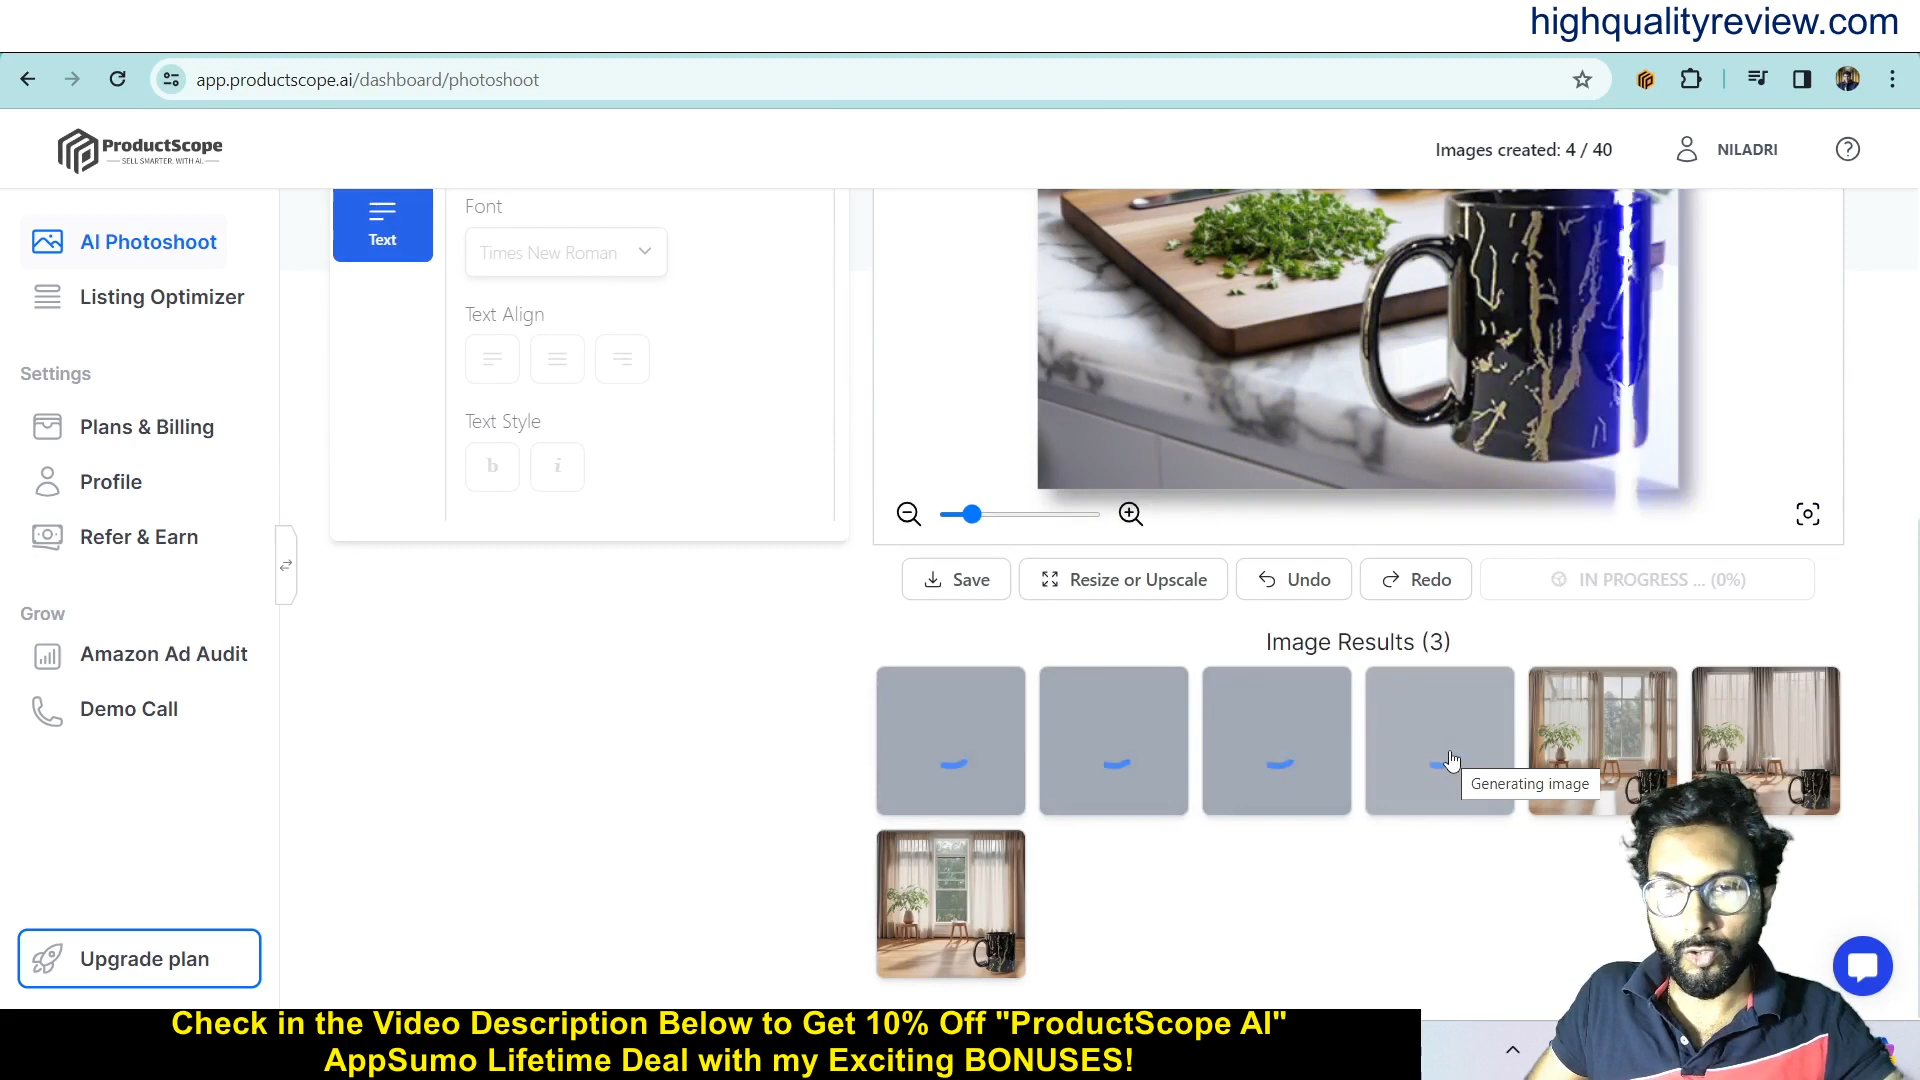 highqualityreview.com
app.productscope.ai/dashboard/photoshoot
ProductScope
SELL SMARTER. WITH AI.
Images created: 4 / 40
NILADRI
AI Photoshoot
Listing Optimizer
Settings
Plans & Billing
Profile
Refer & Earn
Grow
Amazon Ad Audit
Demo Call
Upgrade plan
Text
Font
Times New Roman
Text Align
Text Style
b
i
Save
Resize or Upscale
Undo
Redo
IN PROGRESS ... (0%)
Image Results (3)
Generating image
Check in the Video Description Below to Get 10% Off "ProductScope AI"
AppSumo Lifetime Deal with my Exciting BONUSES!